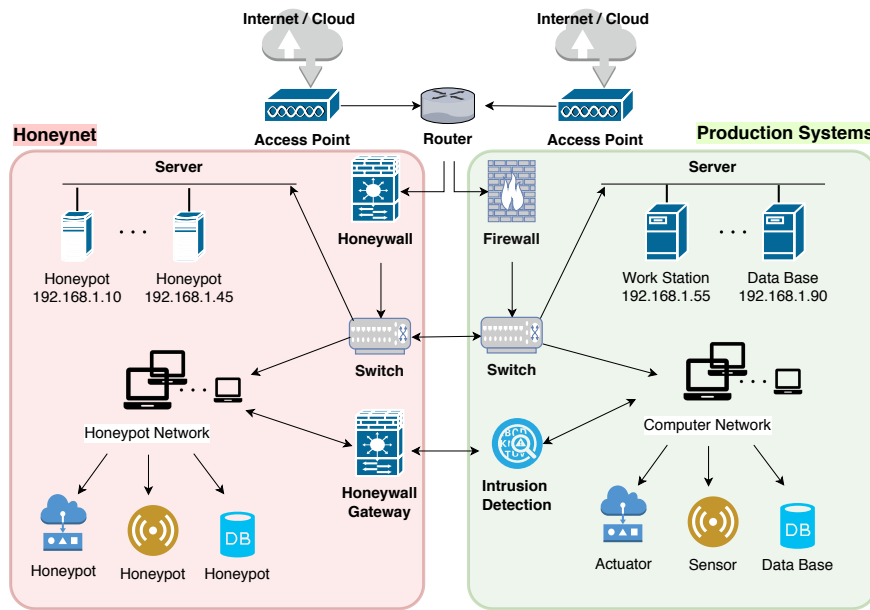 Internet / Cloud
Internet / Cloud
Access Point
Router
Access Point
Honeynet
Production Systems
Server
Server
Honeywall
Firewall
Honeypot
192.168.1.10
Honeypot
192.168.1.45
Work Station
192.168.1.55
Data Base
192.168.1.90
Switch
Switch
Honeypot Network
Computer Network
BCD
Honeywall
Gateway
Intrusion
Detection
DB
DB
Honeypot
Honeypot
Honeypot
Actuator
Sensor
Data Base